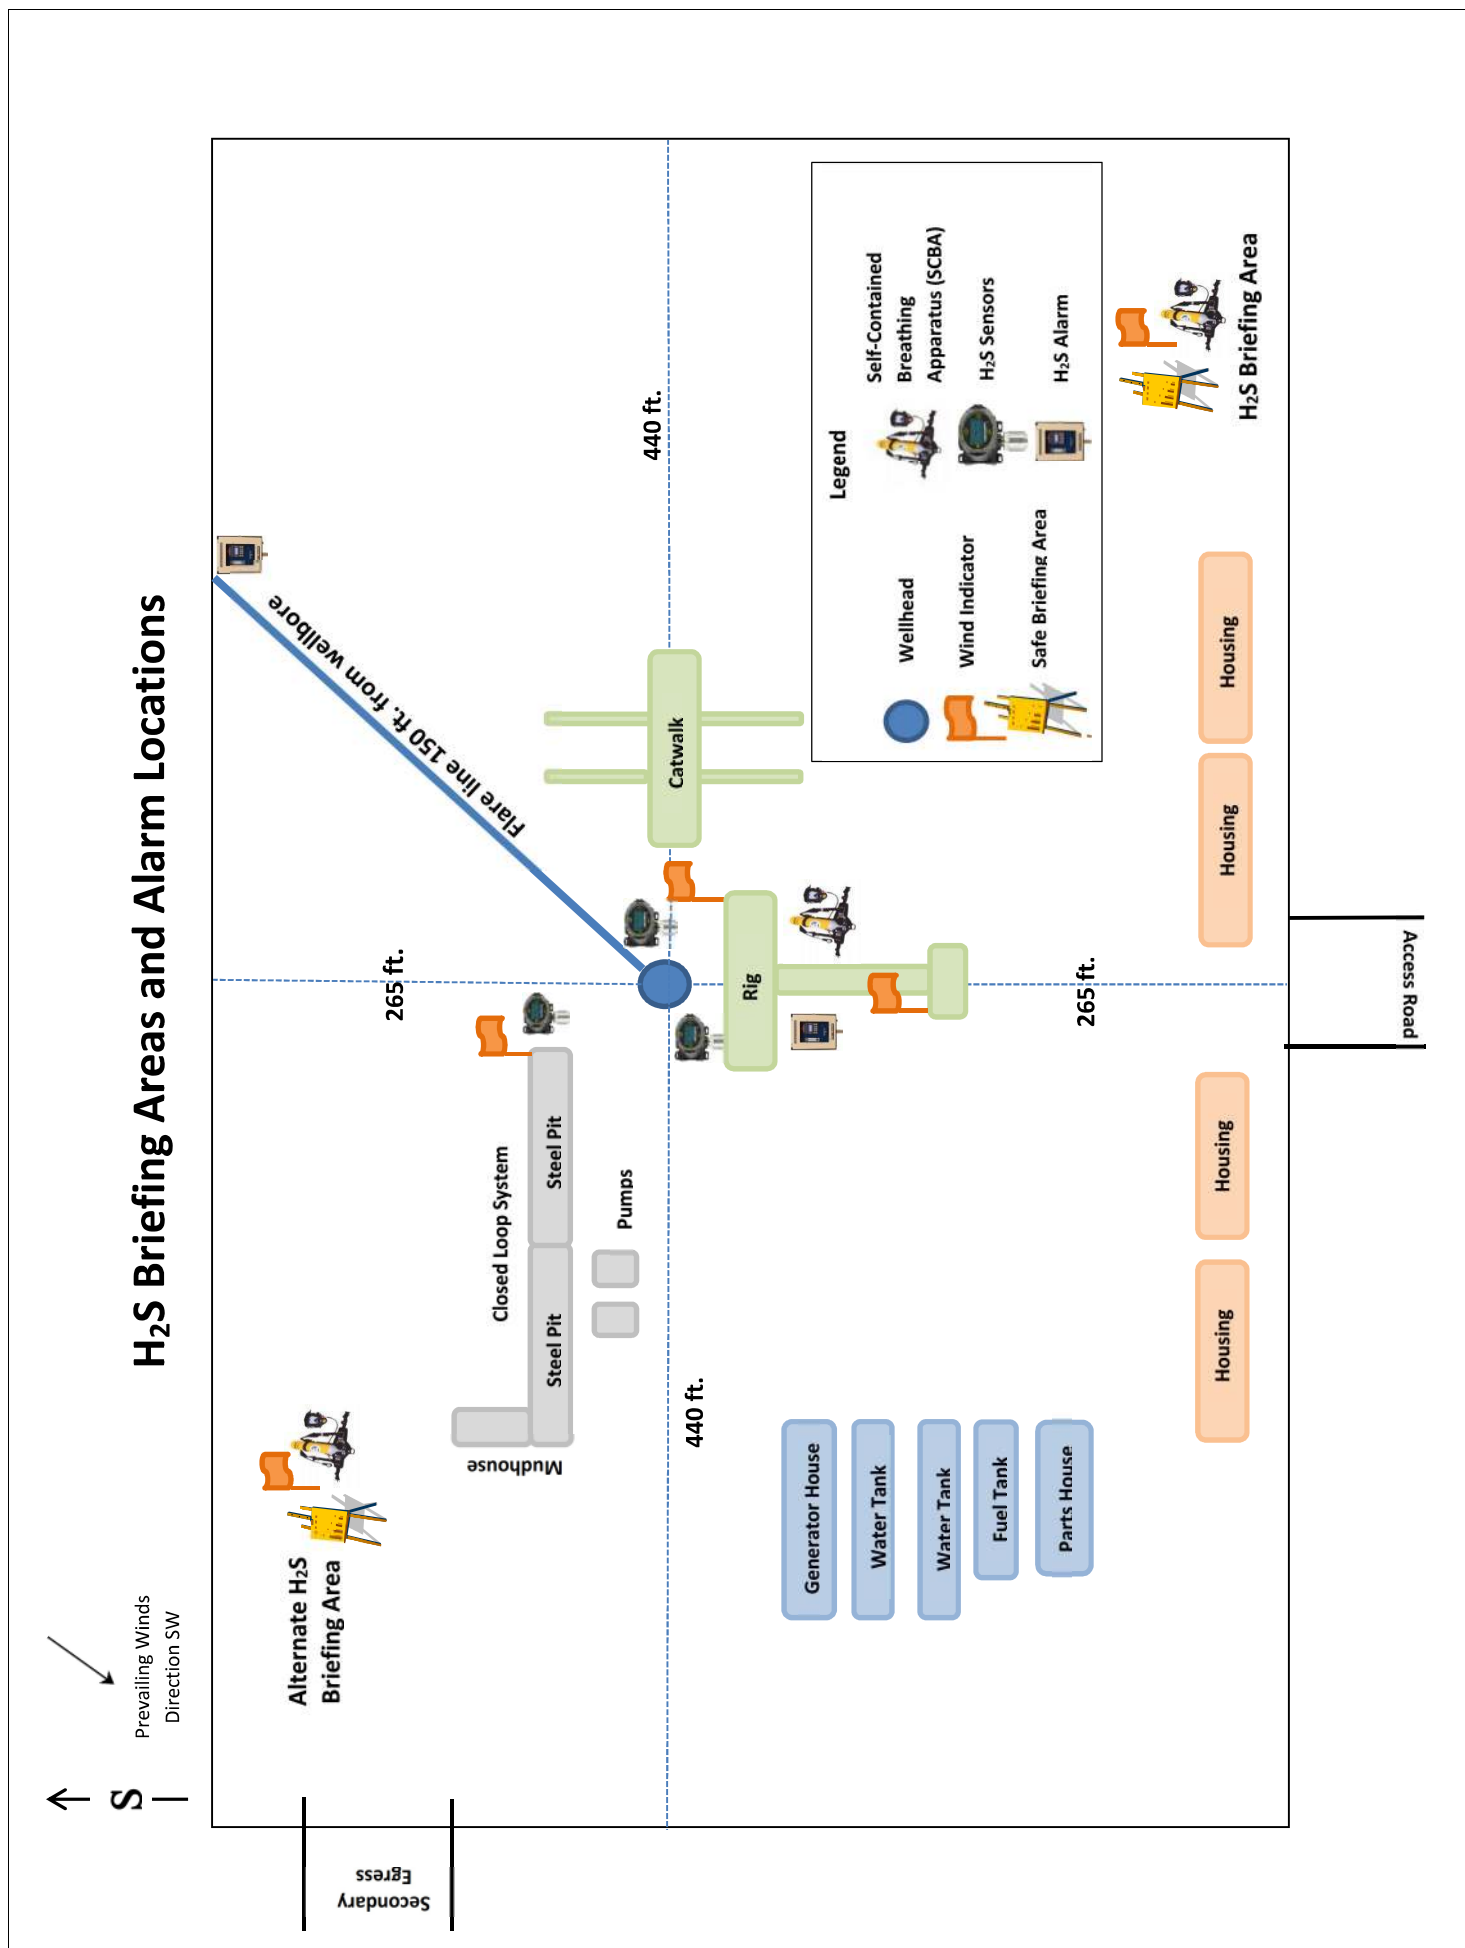 H₂S Briefing Areas and Alarm Locations
S
Prevailing Winds
Direction SW
Secondary
Egress
Alternate H₂S
Briefing Area
Mudhouse
Closed Loop System
Steel Pit
Steel Pit
Pumps
265 ft.
Flare line 150 ft. from wellbore
440 ft.
440 ft.
Catwalk
Rig
265 ft.
Generator House
Water Tank
Water Tank
Fuel Tank
Parts House
Legend
Wellhead
Wind Indicator
Safe Briefing Area
Self-Contained
Breathing
Apparatus (SCBA)
H₂S Sensors
H₂S Alarm
H₂S Briefing Area
Housing
Housing
Housing
Housing
Access Road